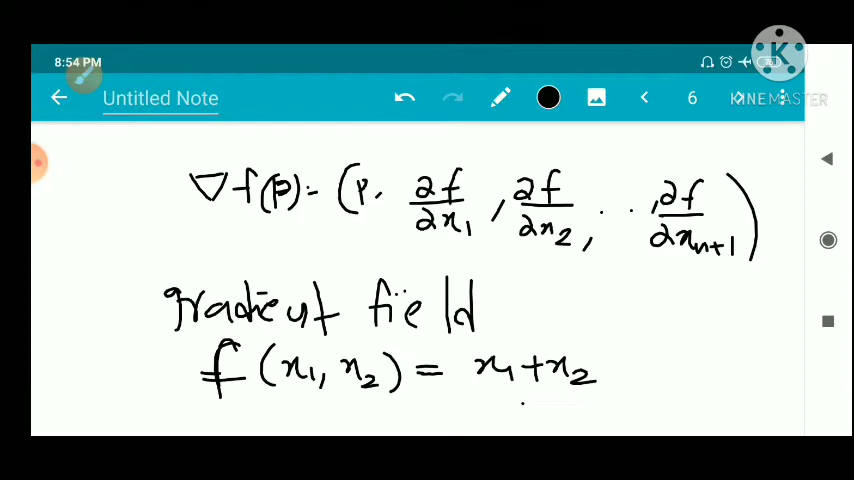 8:54 PM
KINEMASTER
Untitled Note
6
∇f(p) = (p, ∂f/∂x₁, ∂f/∂x₂, . . , ∂f/∂xₙ₊₁)
gradient field
f(x₁, x₂) = x₁+x₂